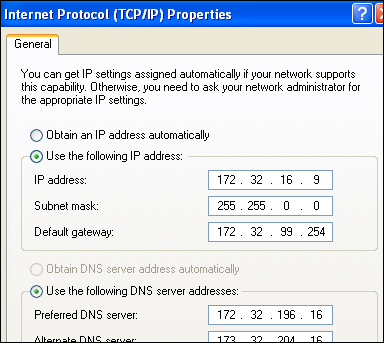 Internet Protocol (TCP/IP) Properties
General
You can get IP settings assigned automatically if your network supports
this capability. Otherwise, you need to ask your network administrator for
the appropriate IP settings.
Obtain an IP address automatically
Use the following IP address:
IP address: 172 . 32 . 16 . 9
Subnet mask: 255 . 255 . 0 . 0
Default gateway: 172 . 32 . 99 . 254
Obtain DNS server address automatically
Use the following DNS server addresses:
Preferred DNS server: 172 . 32 . 196 . 16
Alternate DNS server: 173 . 32 . 204 . 16